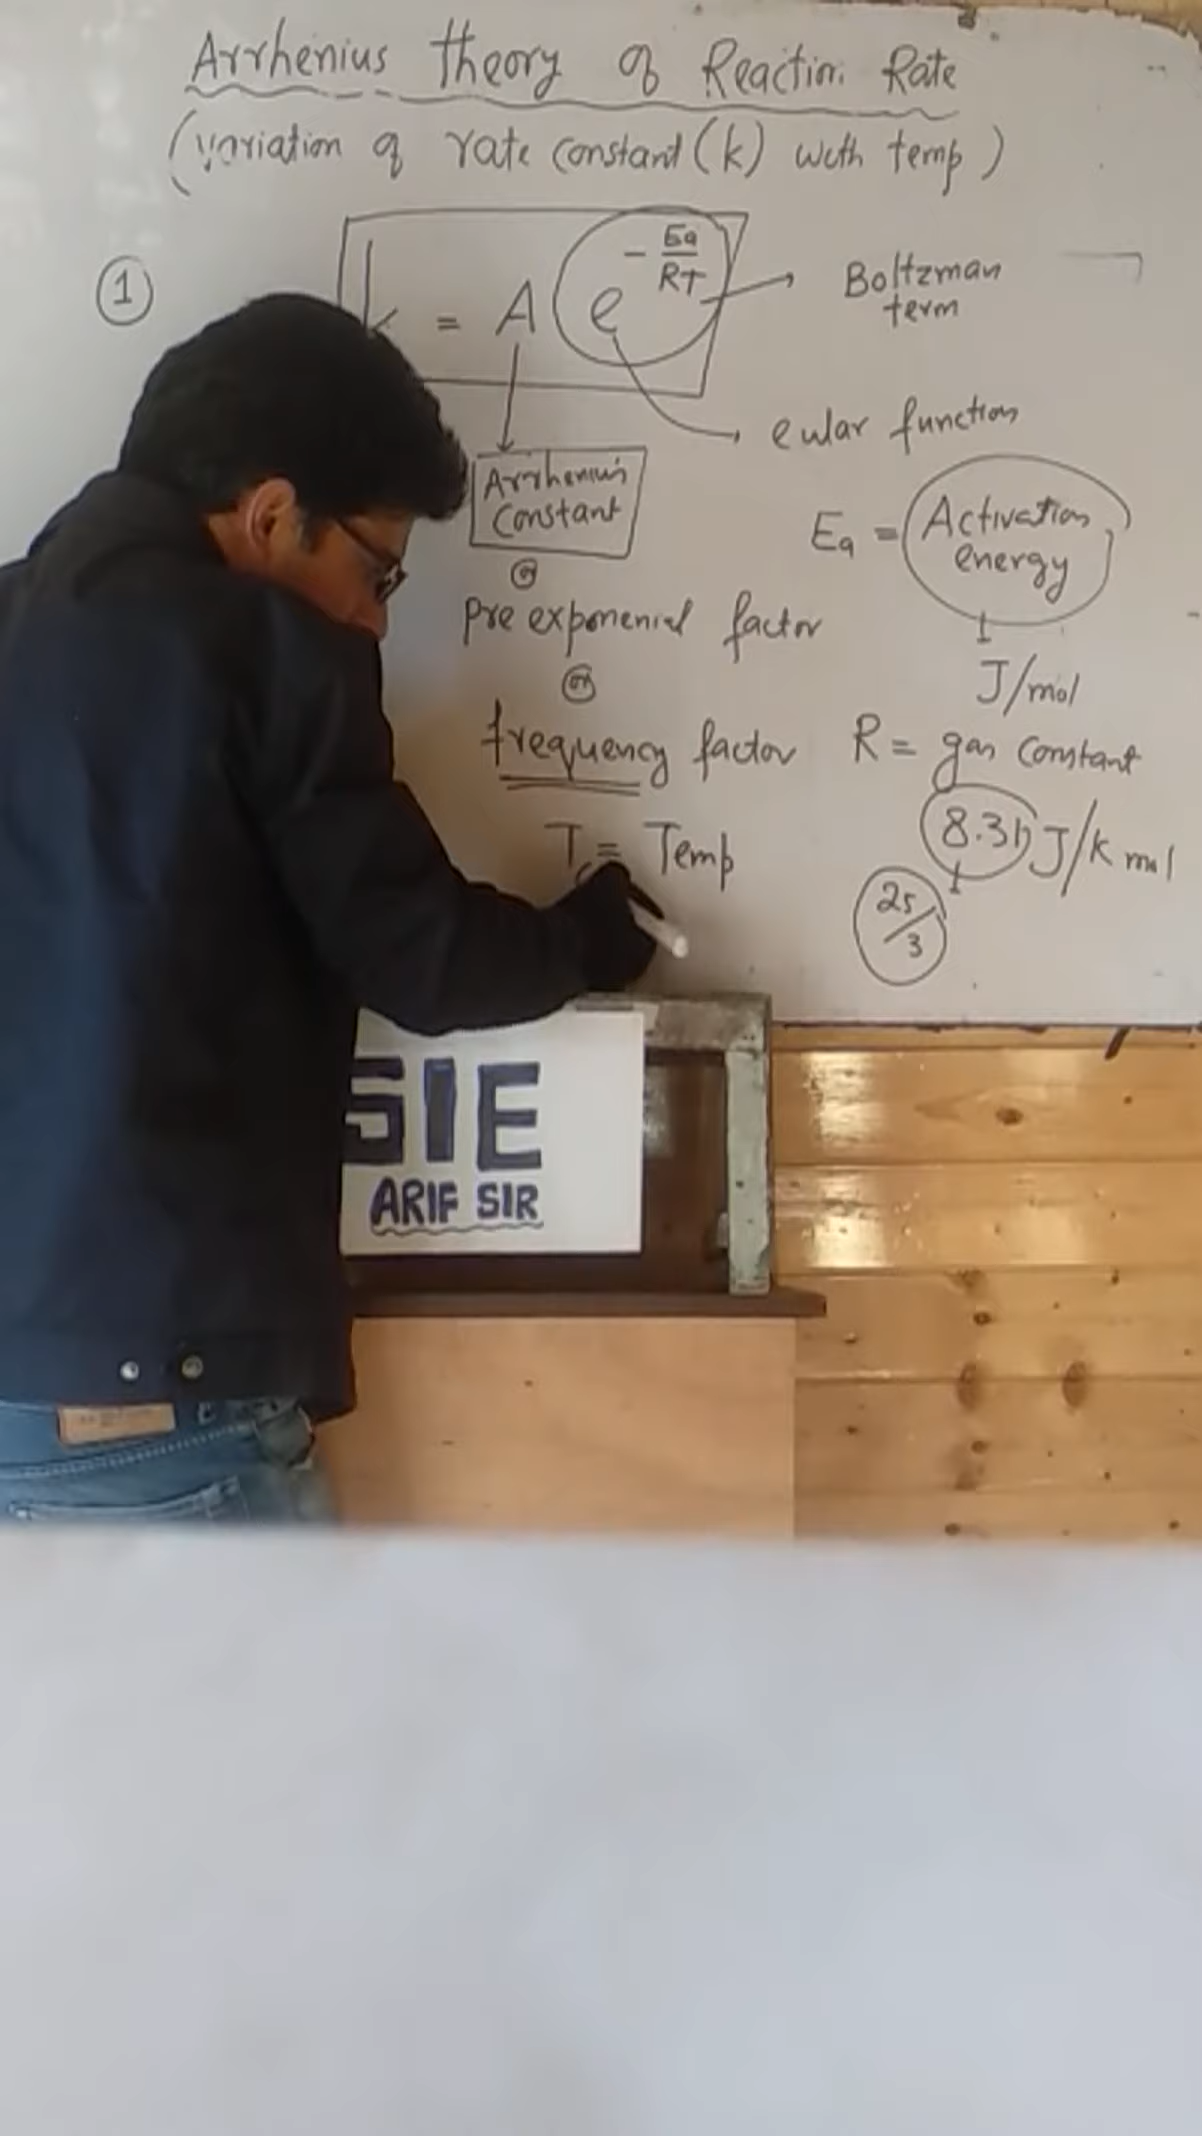 Arrhenius theory of Reaction Rate
(variation of rate constant (k) with temp)
①
k = A e
- Ea
RT
Boltzman
term
eular function
Arrhenius
Constant
or
pre exponenial factor
or
frequency factor
Ea = Activation
energy
J/mol
R = gas constant
8.31 J/k mol
25/3
T = Temp
SIE
ARIF SIR